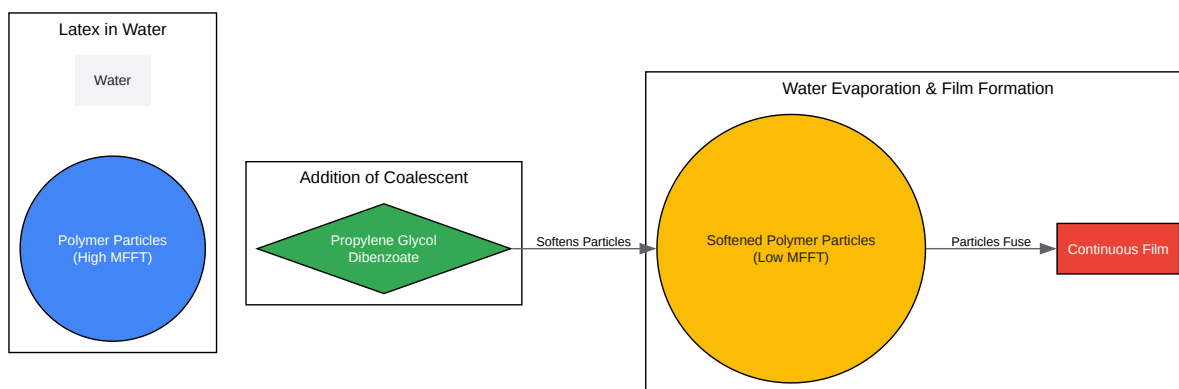 Latex in Water
Water
Polymer Particles
(High MFFT)
Addition of Coalescent
Propylene Glycol
Dibenzoate
Softens Particles
Water Evaporation & Film Formation
Softened Polymer Particles
(Low MFFT)
Particles Fuse
Continuous Film